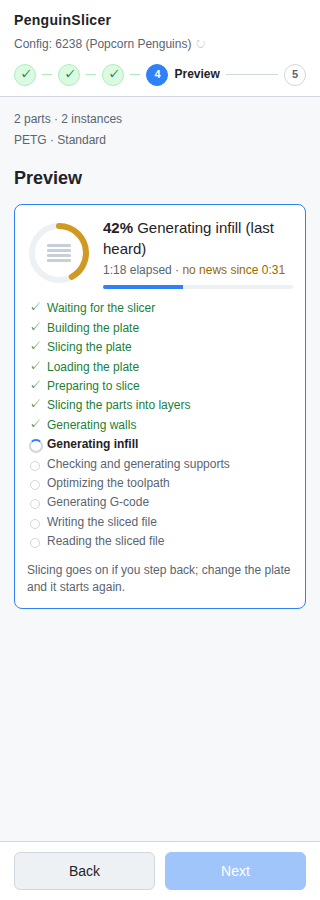 PenguinSlicer
Config: 6238 (Popcorn Penguins)
4 Preview 5
2 parts · 2 instances
PETG · Standard
Preview
42% Generating infill (last
heard)
1:18 elapsed · no news since 0:31
✓ Waiting for the slicer
✓ Building the plate
✓ Slicing the plate
✓ Loading the plate
✓ Preparing to slice
✓ Slicing the parts into layers
✓ Generating walls
Generating infill
Checking and generating supports
Optimizing the toolpath
Generating G-code
Writing the sliced file
Reading the sliced file
Slicing goes on if you step back; change the plate
and it starts again.
Back Next